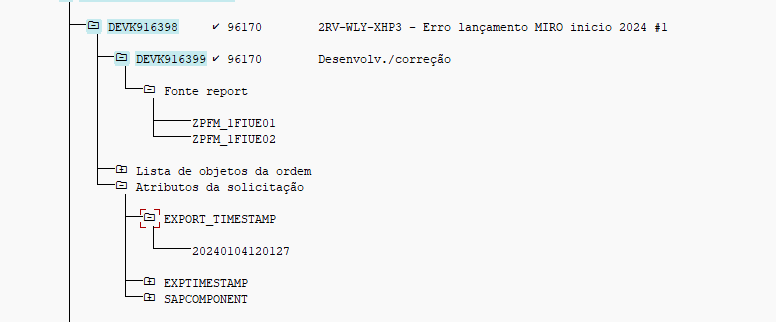 DEVK916398 ✓ 96170 2RV-WLY-XHP3 - Erro lançamento MIRO inicio 2024 #1
DEVK916399 ✓ 96170 Desenvolv./correção
Fonte report
ZPFM_1FIUE01
ZPFM_1FIUE02
Lista de objetos da ordem
Atributos da solicitação
EXPORT_TIMESTAMP
20240104120127
EXPTIMESTAMP
SAPCOMPONENT